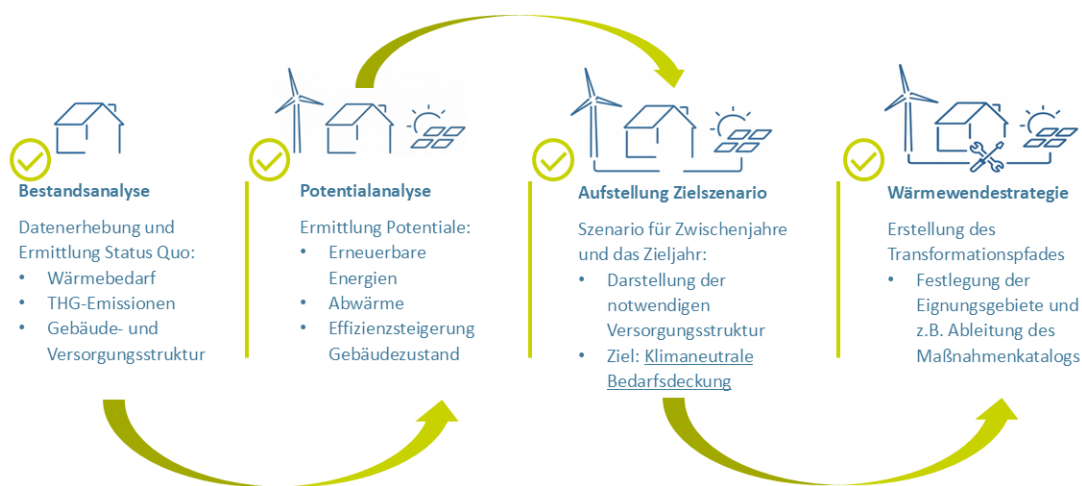 Bestandsanalyse
Datenerhebung und
Ermittlung Status Quo:
• Wärmebedarf
• THG-Emissionen
• Gebäude- und
Versorgungsstruktur
Potentialanalyse
Ermittlung Potentiale:
• Erneuerbare
Energien
• Abwärme
• Effizienzsteigerung
Gebäudezustand
Aufstellung Zielszenario
Szenario für Zwischenjahre
und das Zieljahr:
• Darstellung der
notwendigen
Versorgungsstruktur
• Ziel: Klimaneutrale
Bedarfsdeckung
Wärmewendestrategie
Erstellung des
Transformationspfades
• Festlegung der
Eignungsgebiete und
z.B. Ableitung des
Maßnahmenkatalogs